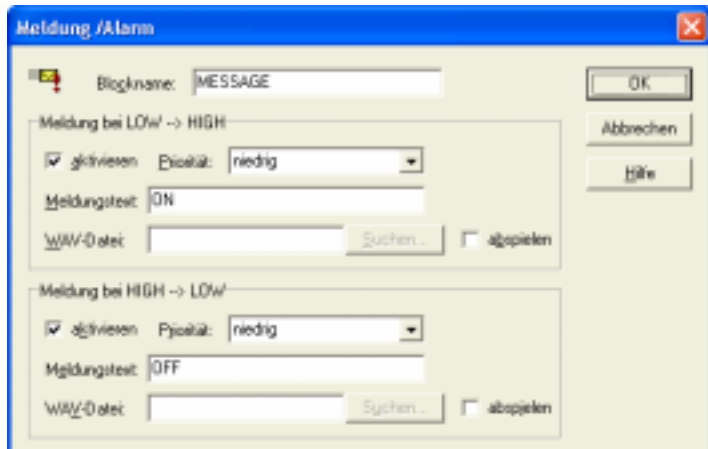 Meldung /Alarm
Blockname: MESSAGE
OK
Meldung bei LOW --> HIGH
Abbrechen
aktivieren Priorität: niedrig
Hilfe
Meldungstext: ON
WAV-Datei: Suchen... abspielen
Meldung bei HIGH --> LOW
aktivieren Priorität: niedrig
Meldungstext: OFF
WAV-Datei: Suchen... abspielen